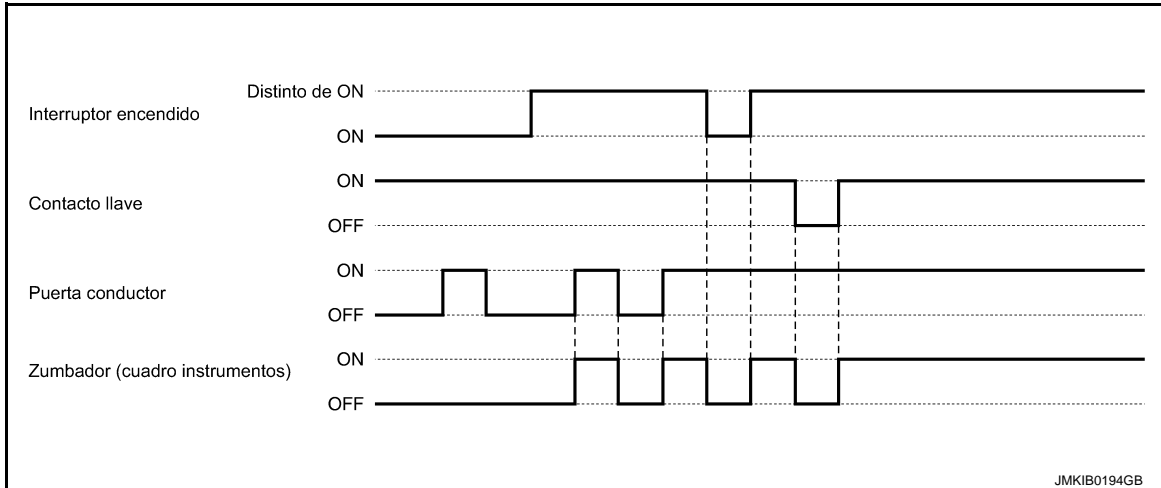 Distinto de ON
Interruptor encendido
ON
ON
Contacto llave
OFF
ON
Puerta conductor
OFF
ON
Zumbador (cuadro instrumentos)
OFF
JMKIB0194GB